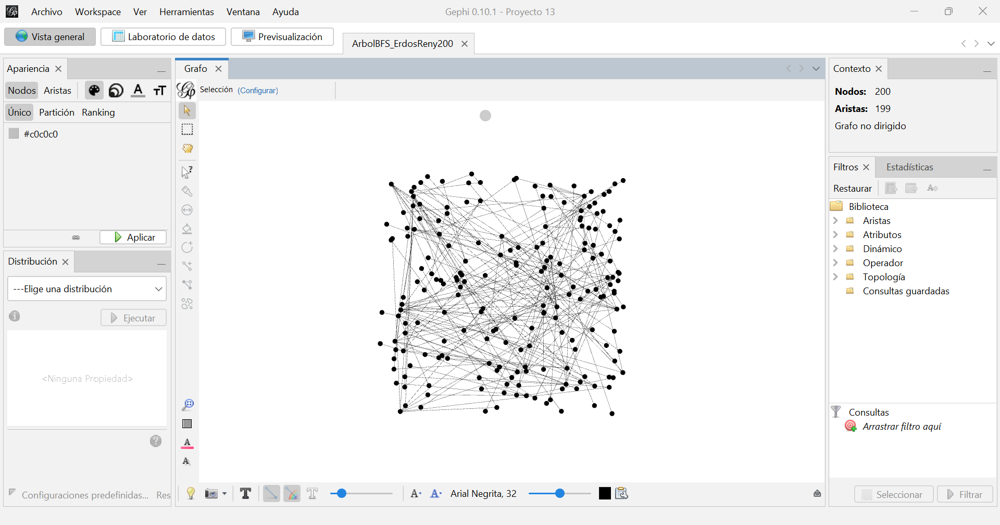 Archivo Workspace Ver Herramientas Ventana Ayuda
Gephi 0.10.1 - Proyecto 13
Vista general Laboratorio de datos Previsualización
ArbolBFS_ErdosReny200
Apariencia
Nodos Aristas
Único Partición Ranking
#c0c0c0
Aplicar
Distribución
---Elige una distribución
Ejecutar
<Ninguna Propiedad>
Configuraciones predefinidas... Res
Grafo
Selección (Configurar)
Arial Negrita, 32
Contexto
Nodos: 200
Aristas: 199
Grafo no dirigido
Filtros Estadísticas
Restaurar
Biblioteca
Aristas
Atributos
Dinámico
Operador
Topología
Consultas guardadas
Consultas
Arrastrar filtro aquí
Seleccionar Filtrar